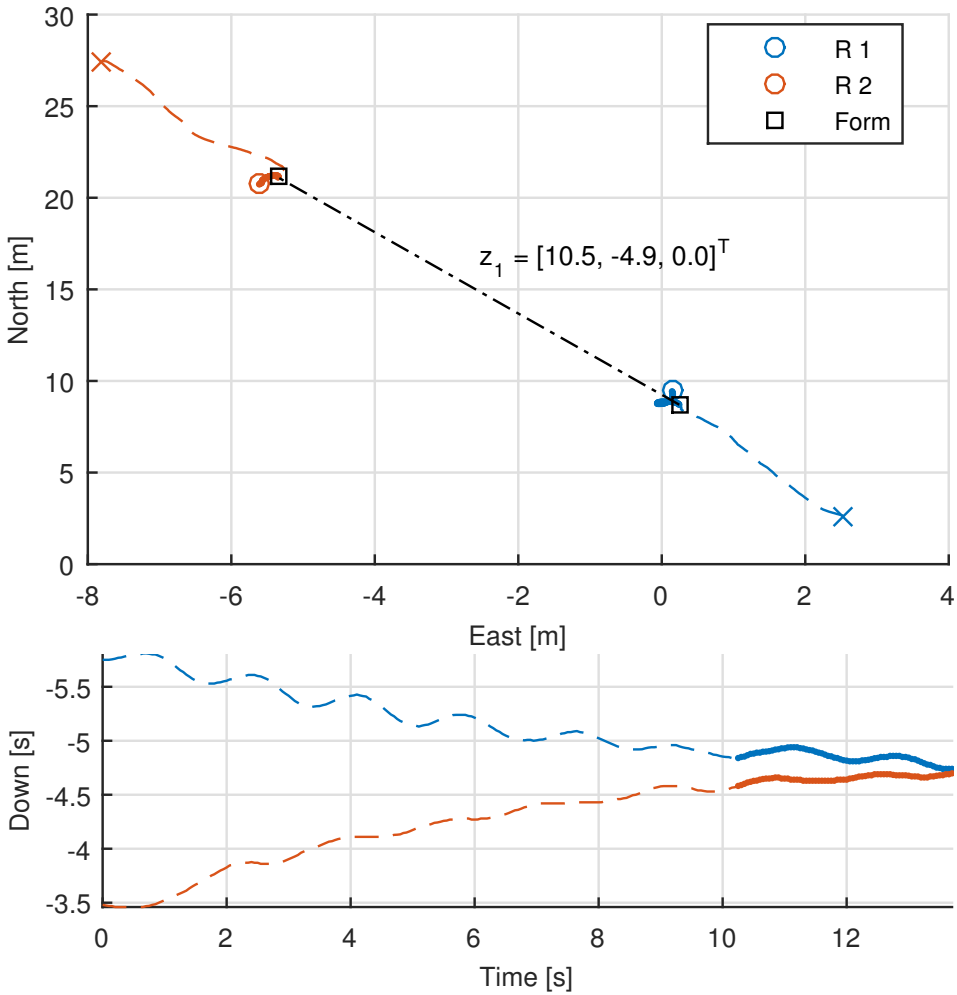 30
25
20
15
10
5
0
North [m]
R 1
R 2
Form
z_1 = [10.5, -4.9, 0.0]^T
-8 -6 -4 -2 0 2 4
East [m]
-5.5
-5
-4.5
-4
-3.5
Down [s]
0 2 4 6 8 10 12
Time [s]